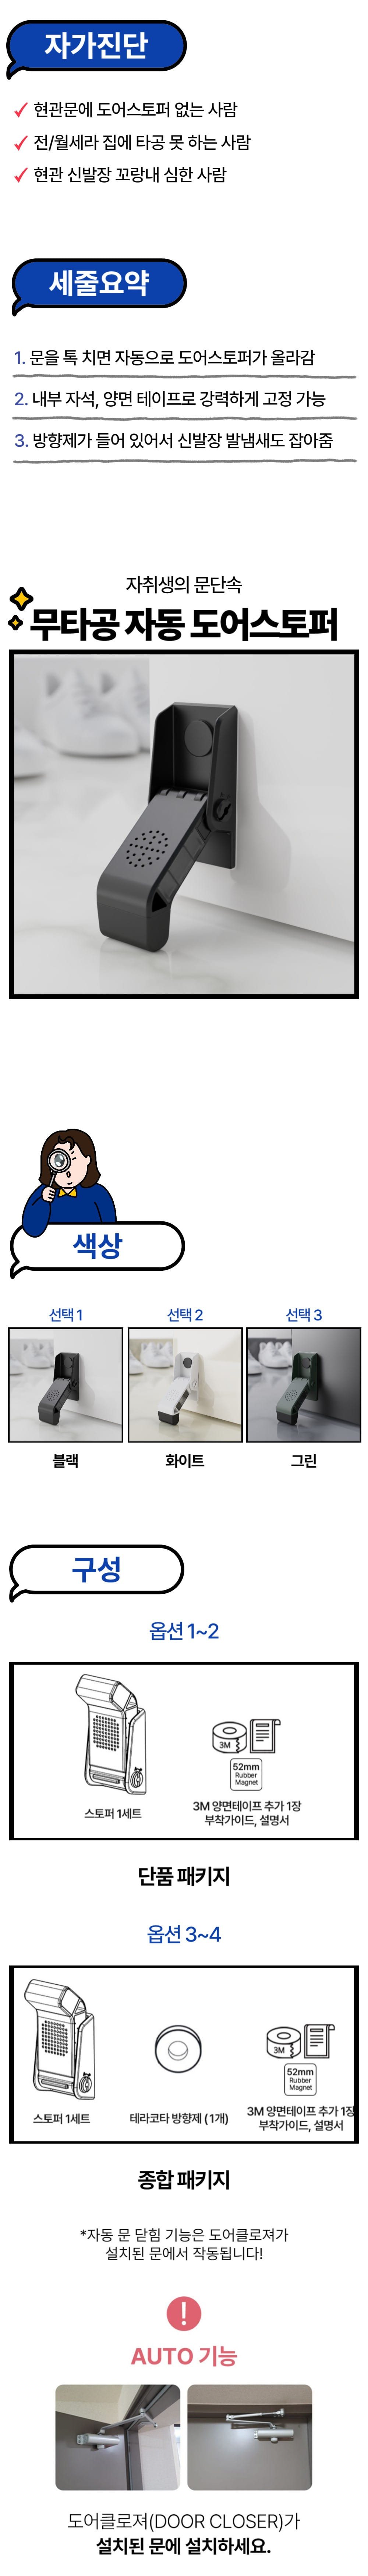 자가진단
현관문에 도어스토퍼 없는 사람
전/월세라 집에 타공 못 하는 사람
현관 신발장 꼬랑내 심한 사람
세줄요약
1. 문을 톡 치면 자동으로 도어스토퍼가 올라감
2. 내부 자석, 양면 테이프로 강력하게 고정 가능
3. 방향제가 들어 있어서 신발장 발냄새도 잡아줌
자취생의 문단속
무타공 자동 도어스토퍼
색상
선택 1 선택 2 선택 3
블랙 화이트 그린
구성
옵션 1~2
3M
52mm
Rubber
Magnet
스토퍼 1세트
3M 양면테이프 추가 1장
부착가이드, 설명서
단품 패키지
옵션 3~4
3M
52mm
Rubber
Magnet
스토퍼 1세트
테라코타 방향제 (1개)
3M 양면테이프 추가 1장
부착가이드, 설명서
종합 패키지
*자동 문 닫힘 기능은 도어클로져가
설치된 문에서 작동됩니다!
!
AUTO 기능
도어클로져(DOOR CLOSER)가
설치된 문에 설치하세요.